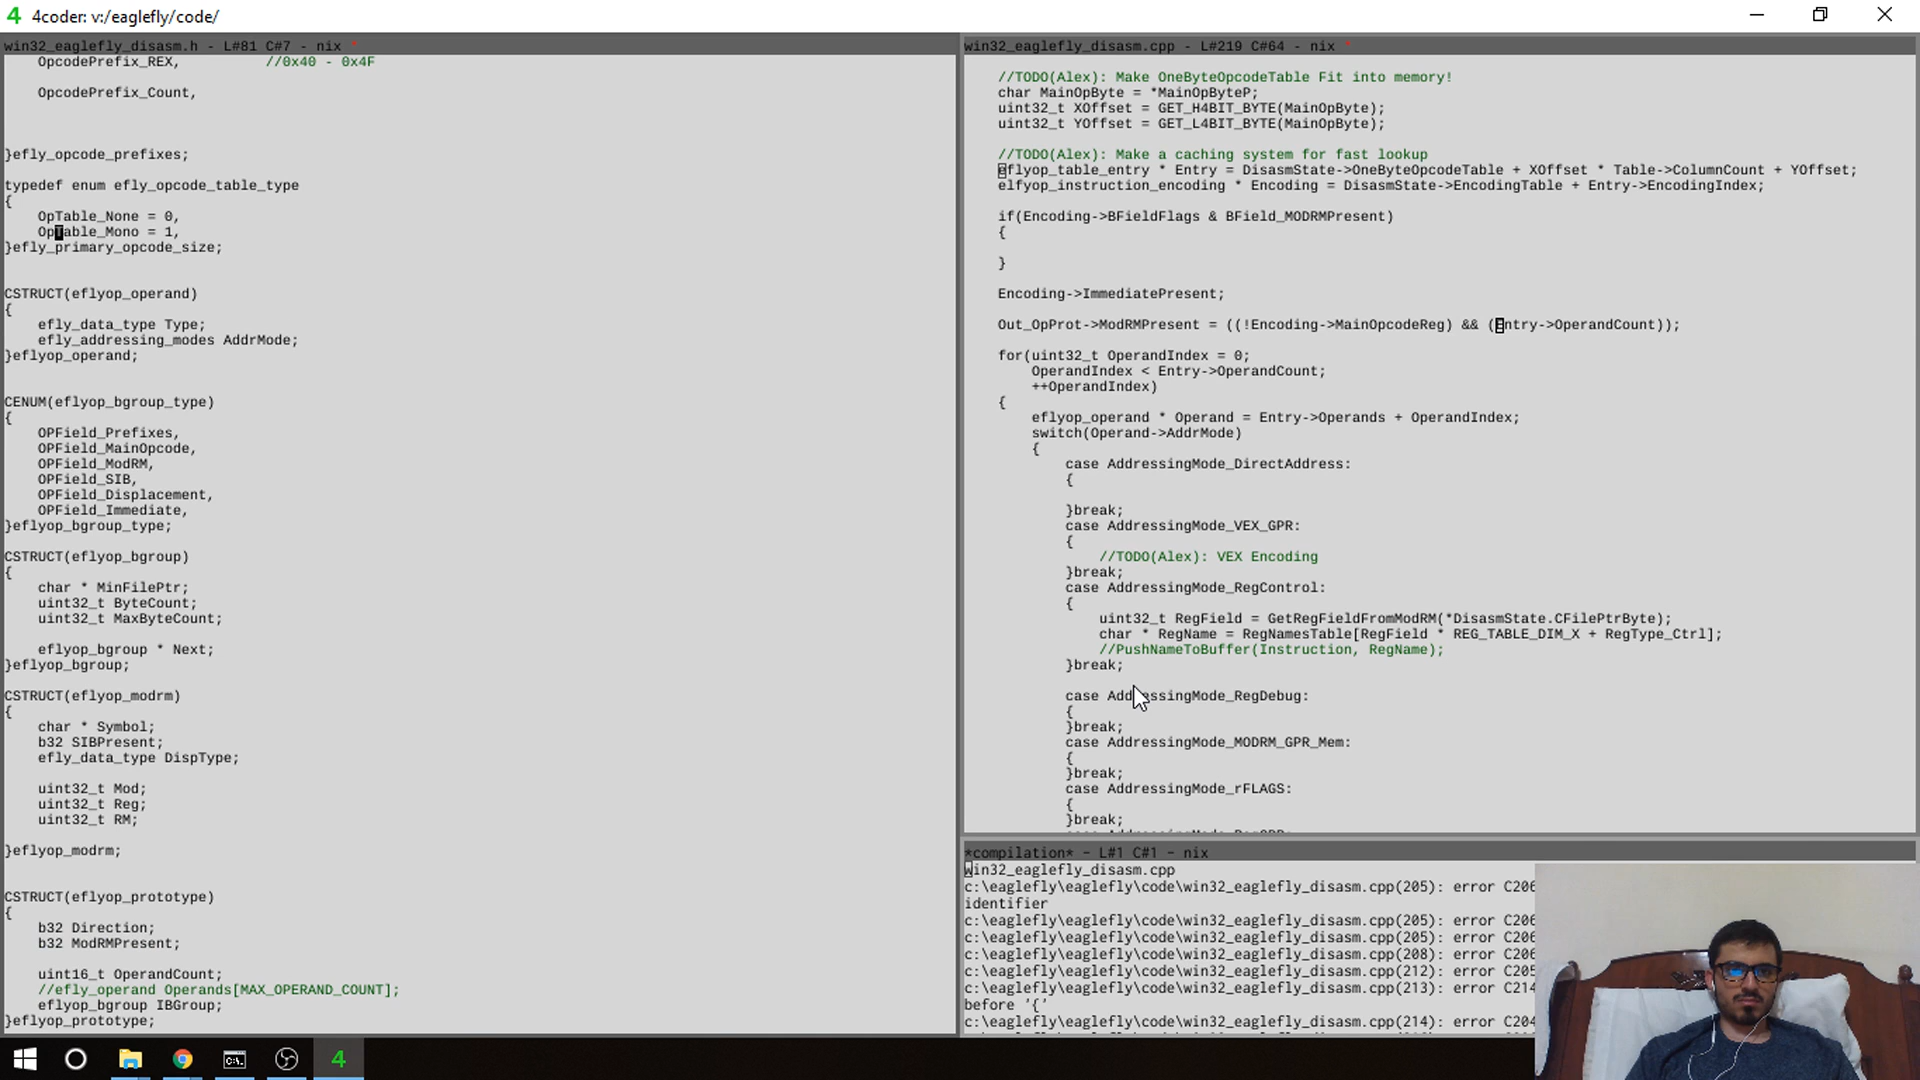 4 4coder: v:/eaglefly/code/
win32_eaglefly_disasm.h - L#81 C#7 - nix *
OpcodePrefix_REX, //0x40 - 0x4F
OpcodePrefix_Count,
}efly_opcode_prefixes;
typedef enum efly_opcode_table_type
{
OpTable_None = 0,
OpTable_Mono = 1,
}efly_primary_opcode_size;
CSTRUCT(eflyop_operand)
{
efly_data_type Type;
efly_addressing_modes AddrMode;
}eflyop_operand;
CENUM(eflyop_bgroup_type)
{
OPField_Prefixes,
OPField_MainOpcode,
OPField_ModRM,
OPField_SIB,
OPField_Displacement,
OPField_Immediate,
}eflyop_bgroup_type;
CSTRUCT(eflyop_bgroup)
{
char * MinFilePtr;
uint32_t ByteCount;
uint32_t MaxByteCount;
eflyop_bgroup * Next;
}eflyop_bgroup;
CSTRUCT(eflyop_modrm)
{
char * Symbol;
b32 SIBPresent;
efly_data_type DispType;
uint32_t Mod;
uint32_t Reg;
uint32_t RM;
}eflyop_modrm;
CSTRUCT(eflyop_prototype)
{
b32 Direction;
b32 ModRMPresent;
uint16_t OperandCount;
//efly_operand Operands[MAX_OPERAND_COUNT];
eflyop_bgroup IBGroup;
}eflyop_prototype;
win32_eaglefly_disasm.cpp - L#219 C#64 - nix *
//TODO(Alex): Make OneByteOpcodeTable Fit into memory!
char MainOpByte = *MainOpByteP;
uint32_t XOffset = GET_H4BIT_BYTE(MainOpByte);
uint32_t YOffset = GET_L4BIT_BYTE(MainOpByte);
//TODO(Alex): Make a caching system for fast lookup
eflyop_table_entry * Entry = DisasmState->OneByteOpcodeTable + XOffset * Table->ColumnCount + YOffset;
elfyop_instruction_encoding * Encoding = DisasmState->EncodingTable + Entry->EncodingIndex;
if(Encoding->BFieldFlags & BField_MODRMPresent)
{
}
Encoding->ImmediatePresent;
Out_OpProt->ModRMPresent = ((!Encoding->MainOpcodeReg) && (Entry->OperandCount));
for(uint32_t OperandIndex = 0;
OperandIndex < Entry->OperandCount;
++OperandIndex)
{
eflyop_operand * Operand = Entry->Operands + OperandIndex;
switch(Operand->AddrMode)
{
case AddressingMode_DirectAddress:
{
}break;
case AddressingMode_VEX_GPR:
{
//TODO(Alex): VEX Encoding
}break;
case AddressingMode_RegControl:
{
uint32_t RegField = GetRegFieldFromModRM(*DisasmState.CFilePtrByte);
char * RegName = RegNamesTable[RegField * REG_TABLE_DIM_X + RegType_Ctrl];
//PushNameToBuffer(Instruction, RegName);
}break;
case AddressingMode_RegDebug:
{
}break;
case AddressingMode_MODRM_GPR_Mem:
{
}break;
case AddressingMode_rFLAGS:
{
}break;
*compilation* - L#1 C#1 - nix
win32_eaglefly_disasm.cpp
c:\eaglefly\eaglefly\code\win32_eaglefly_disasm.cpp(205): error C206
identifier
c:\eaglefly\eaglefly\code\win32_eaglefly_disasm.cpp(205): error C206
c:\eaglefly\eaglefly\code\win32_eaglefly_disasm.cpp(205): error C206
c:\eaglefly\eaglefly\code\win32_eaglefly_disasm.cpp(208): error C206
c:\eaglefly\eaglefly\code\win32_eaglefly_disasm.cpp(212): error C205
c:\eaglefly\eaglefly\code\win32_eaglefly_disasm.cpp(213): error C214
before '{'
c:\eaglefly\eaglefly\code\win32_eaglefly_disasm.cpp(214): error C204
4